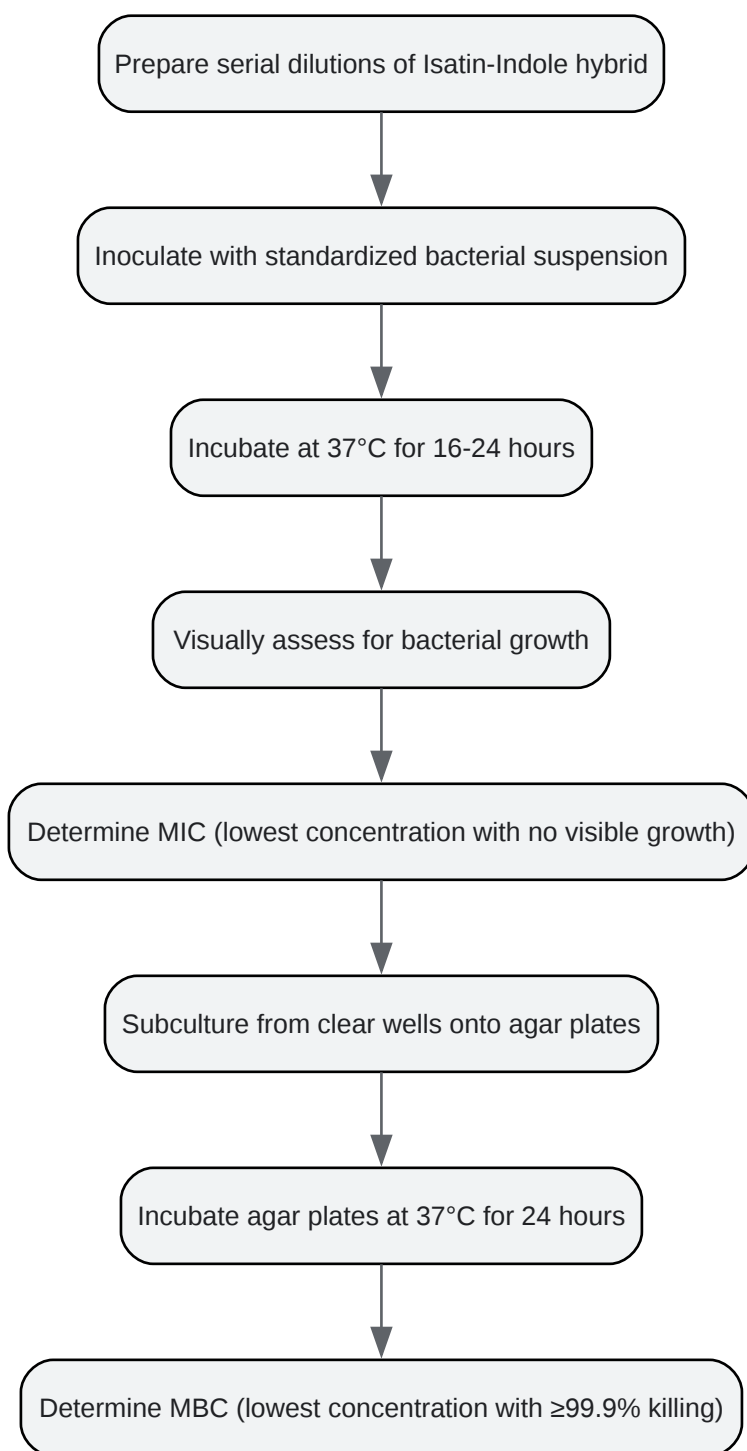 Prepare serial dilutions of Isatin-Indole hybrid
Inoculate with standardized bacterial suspension
Incubate at 37°C for 16-24 hours
Visually assess for bacterial growth
Determine MIC (lowest concentration with no visible growth)
Subculture from clear wells onto agar plates
Incubate agar plates at 37°C for 24 hours
Determine MBC (lowest concentration with ≥99.9% killing)